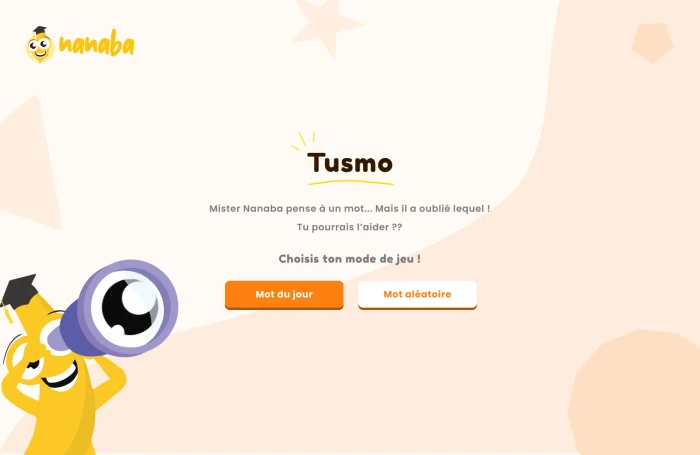 nanaba
Tusmo
Mister Nanaba pense à un mot... Mais il a oublié lequel !
Tu pourrais l'aider ??
Choisis ton mode de jeu !
Mot du jour
Mot aléatoire